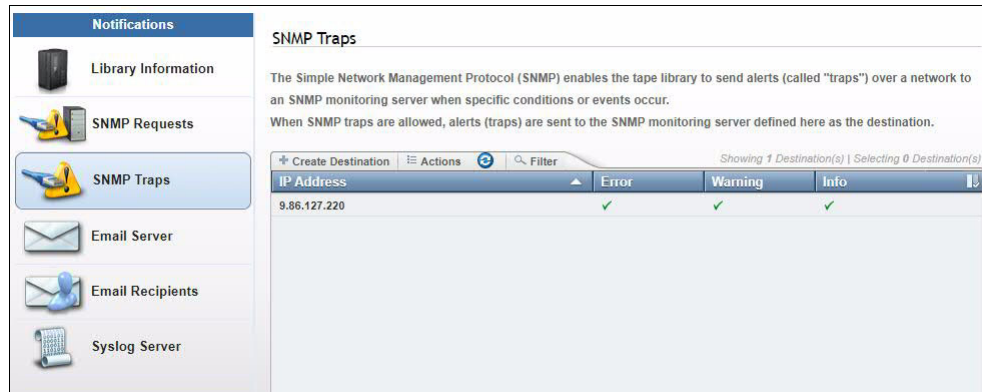 Notifications
Library Information
SNMP Requests
SNMP Traps
Email Server
Email Recipients
Syslog Server
SNMP Traps
The Simple Network Management Protocol (SNMP) enables the tape library to send alerts (called "traps") over a network to
an SNMP monitoring server when specific conditions or events occur.
When SNMP traps are allowed, alerts (traps) are sent to the SNMP monitoring server defined here as the destination.
Create Destination Actions Filter Showing 1 Destination(s) | Selecting 0 Destination(s)
IP Address Error Warning Info
9.86.127.220 ✓ ✓ ✓